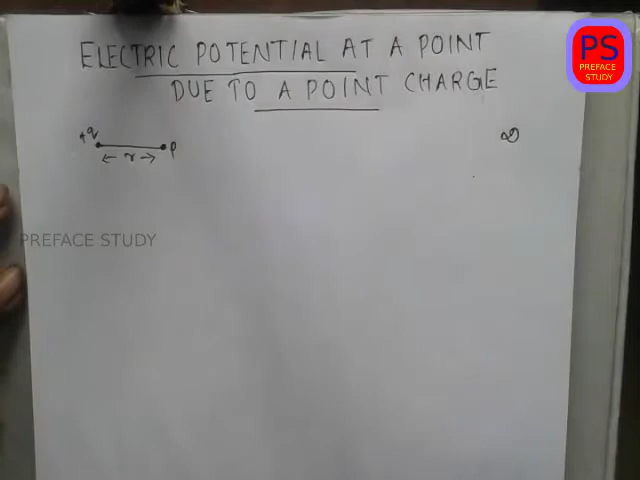 ELECTRIC POTENTIAL AT A POINT
DUE TO A POINT CHARGE
PS
PREFACE
STUDY
+q
P
∞
← r →
PREFACE STUDY